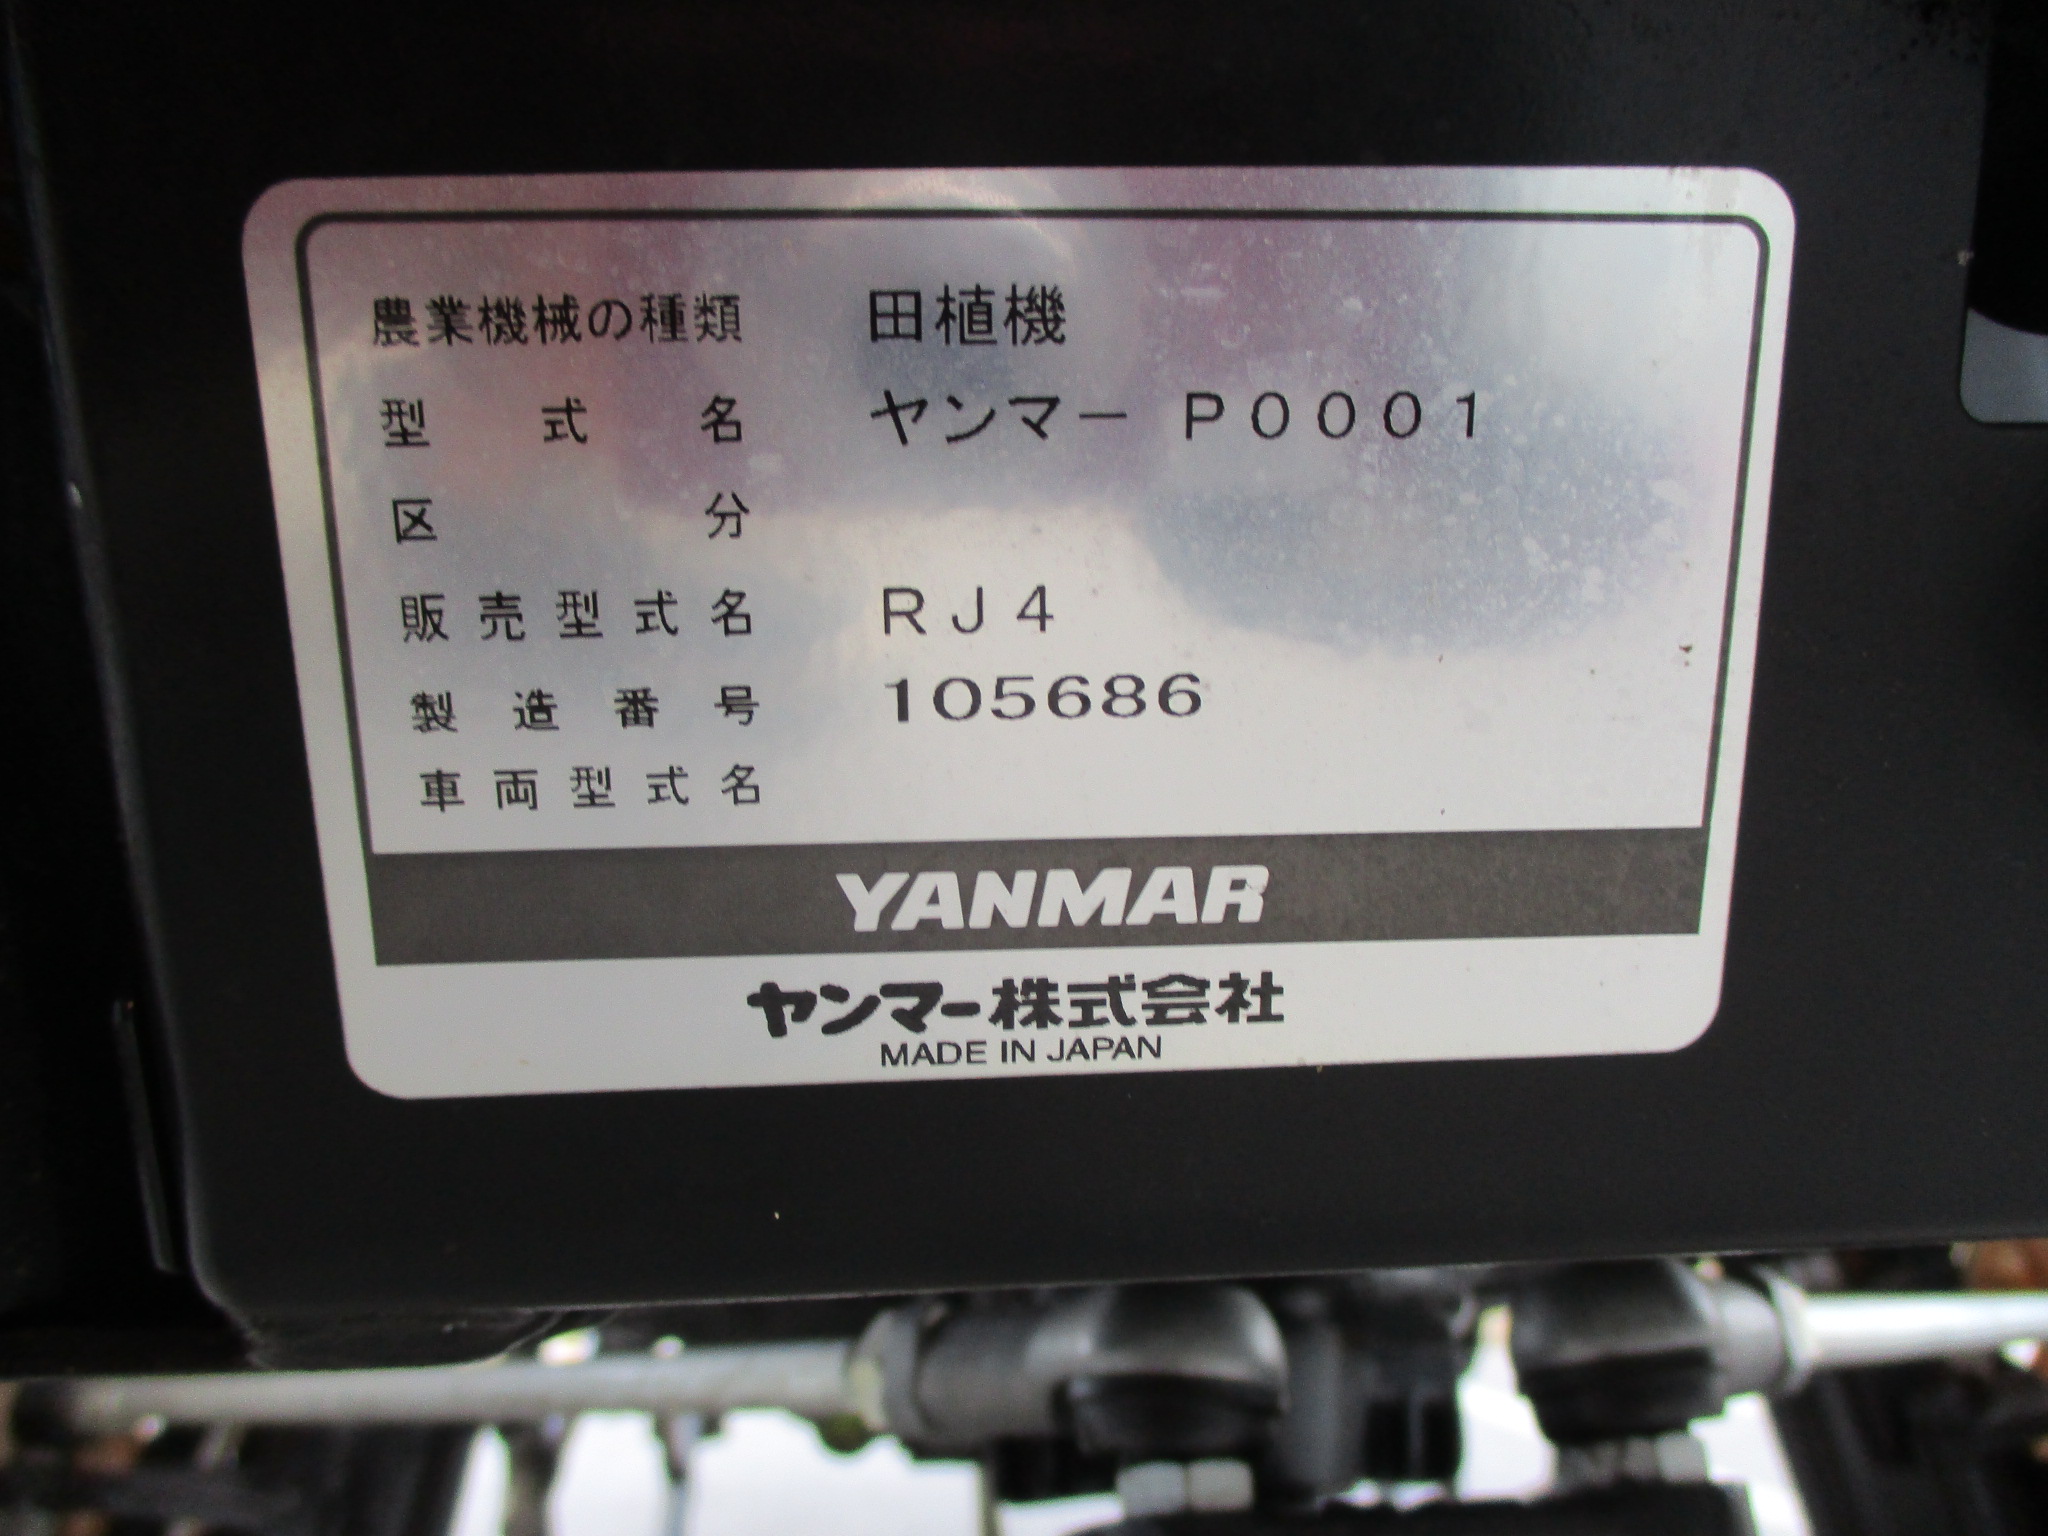 農業機械の種類 田植機
型式名 ヤンマー P0001
区分
販売型式名 RJ4
製造番号 105686
車両型式名
YANMAR
ヤンマー株式会社
MADE IN JAPAN